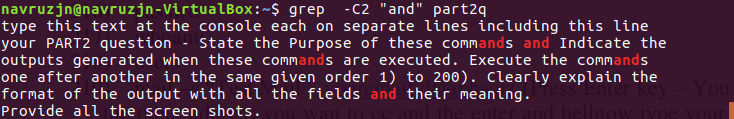 navruzjn@navruzjn-VirtualBox:~$ grep  -C2 "and" part2q
type this text at the console each on separate lines including this line
your PART2 question - State the Purpose of these commands and Indicate the
outputs generated when these commands are executed. Execute the commands
one after another in the same given order 1) to 200). Clearly explain the
format of the output with all the fields and their meaning.
Provide all the screen shots.